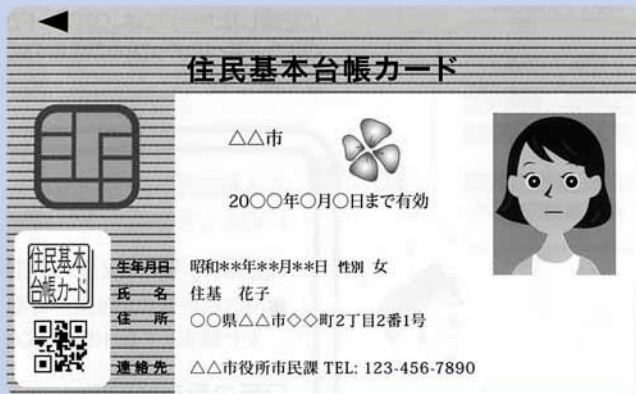 住民基本台帳カード
△△市
20○○年○月○日まで有効
住民基本
台帳カード
生年月日 昭和**年**月**日 性別 女
氏 名 住基 花子
住 所 ○○県△△市◇◇町2丁目2番1号
連絡先 △△市役所市民課 TEL: 123-456-7890